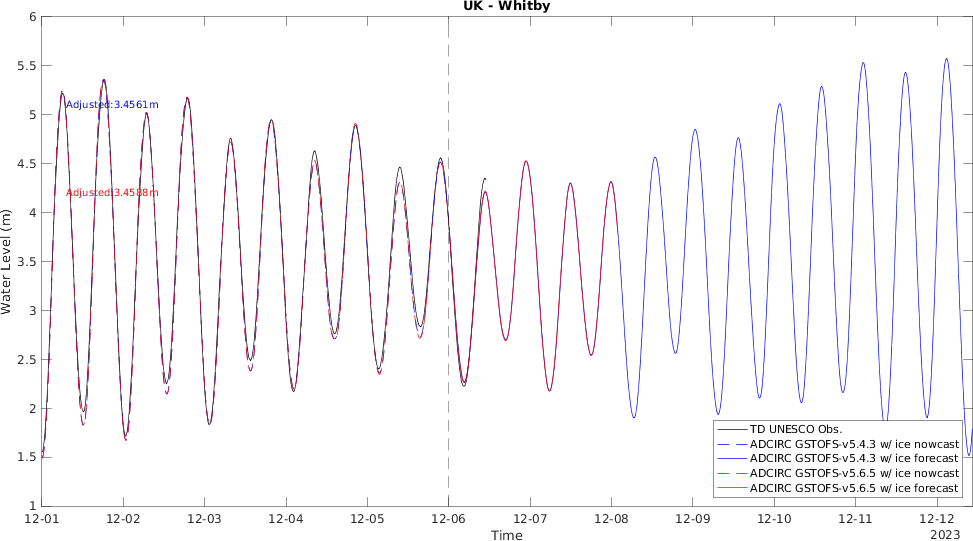 UK - Whitby
6
5.5
5
4.5
4
3.5
3
2.5
2
1.5
1
Water Level (m)
Adjusted:3.4561m
Adjusted:3.4588m
TD UNESCO Obs.
ADCIRC GSTOFS-v5.4.3 w/ ice nowcast
ADCIRC GSTOFS-v5.4.3 w/ ice forecast
ADCIRC GSTOFS-v5.6.5 w/ ice nowcast
ADCIRC GSTOFS-v5.6.5 w/ ice forecast
12-01 12-02 12-03 12-04 12-05 12-06 12-07 12-08 12-09 12-10 12-11 12-12
Time
2023